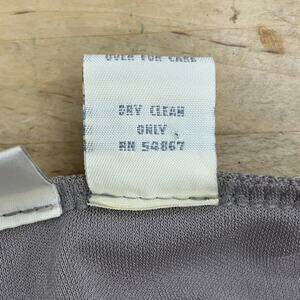 OVER FOR CARE
DRY CLEAN
ONLY
RN 54867